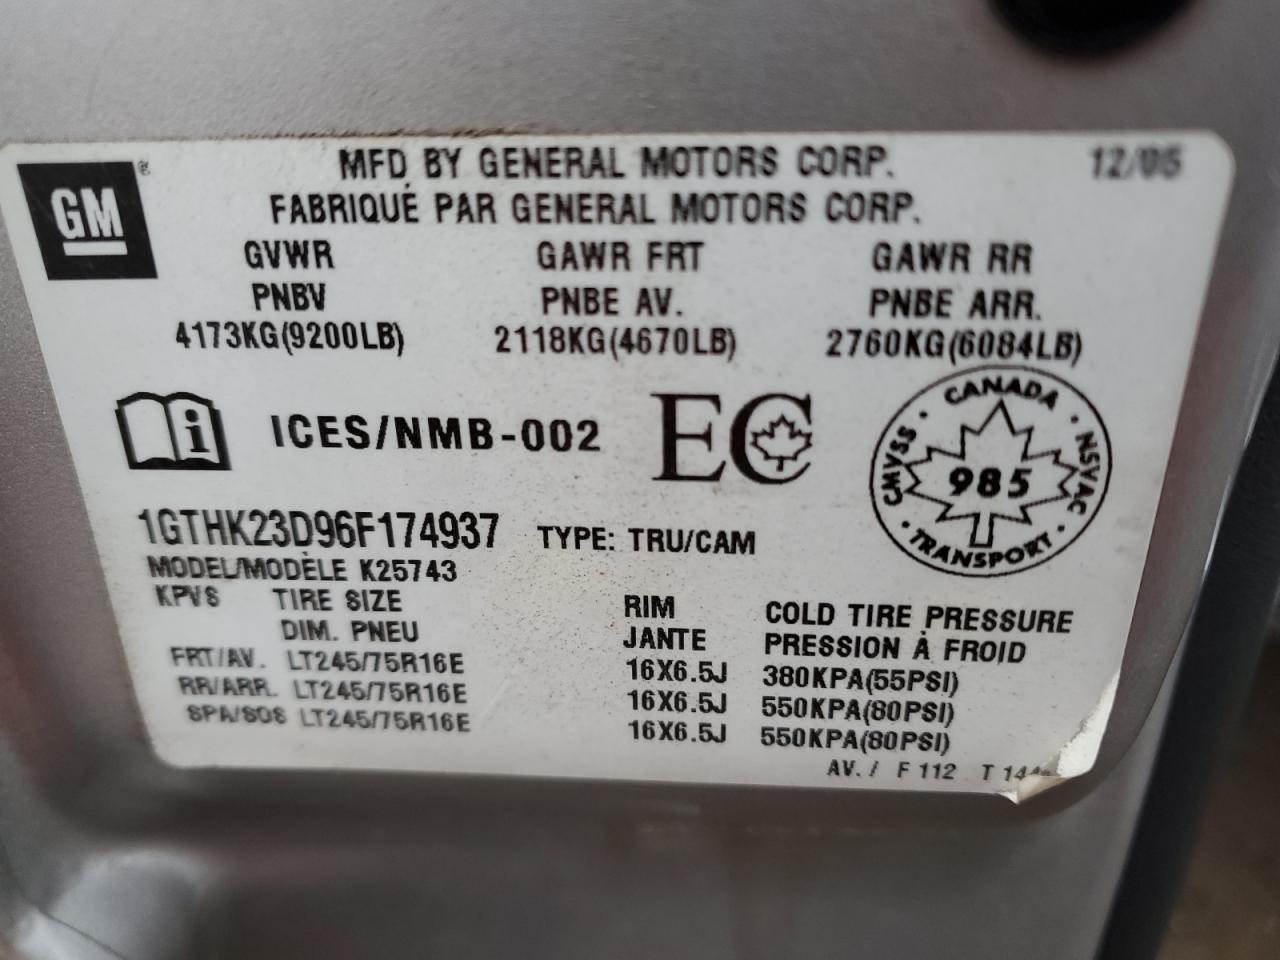 GM®
MFD BY GENERAL MOTORS CORP. 12/05
FABRIQUÉ PAR GENERAL MOTORS CORP.
GVWR GAWR FRT GAWR RR
PNBV PNBE AV. PNBE ARR.
4173KG(9200LB) 2118KG(4670LB) 2760KG(6084LB)
i ICES/NMB-002 EC
CANADA
CMVSS 985 NSVAC
TRANSPORT
1GTHK23D96F174937 TYPE: TRU/CAM
MODEL/MODÈLE K25743
KPVS TIRE SIZE RIM COLD TIRE PRESSURE
DIM. PNEU JANTE PRESSION À FROID
FRT/AV. LT245/75R16E 16X6.5J 380KPA(55PSI)
RR/ARR. LT245/75R16E 16X6.5J 550KPA(80PSI)
SPA/SOS LT245/75R16E 16X6.5J 550KPA(80PSI)
AV. / F 112 T